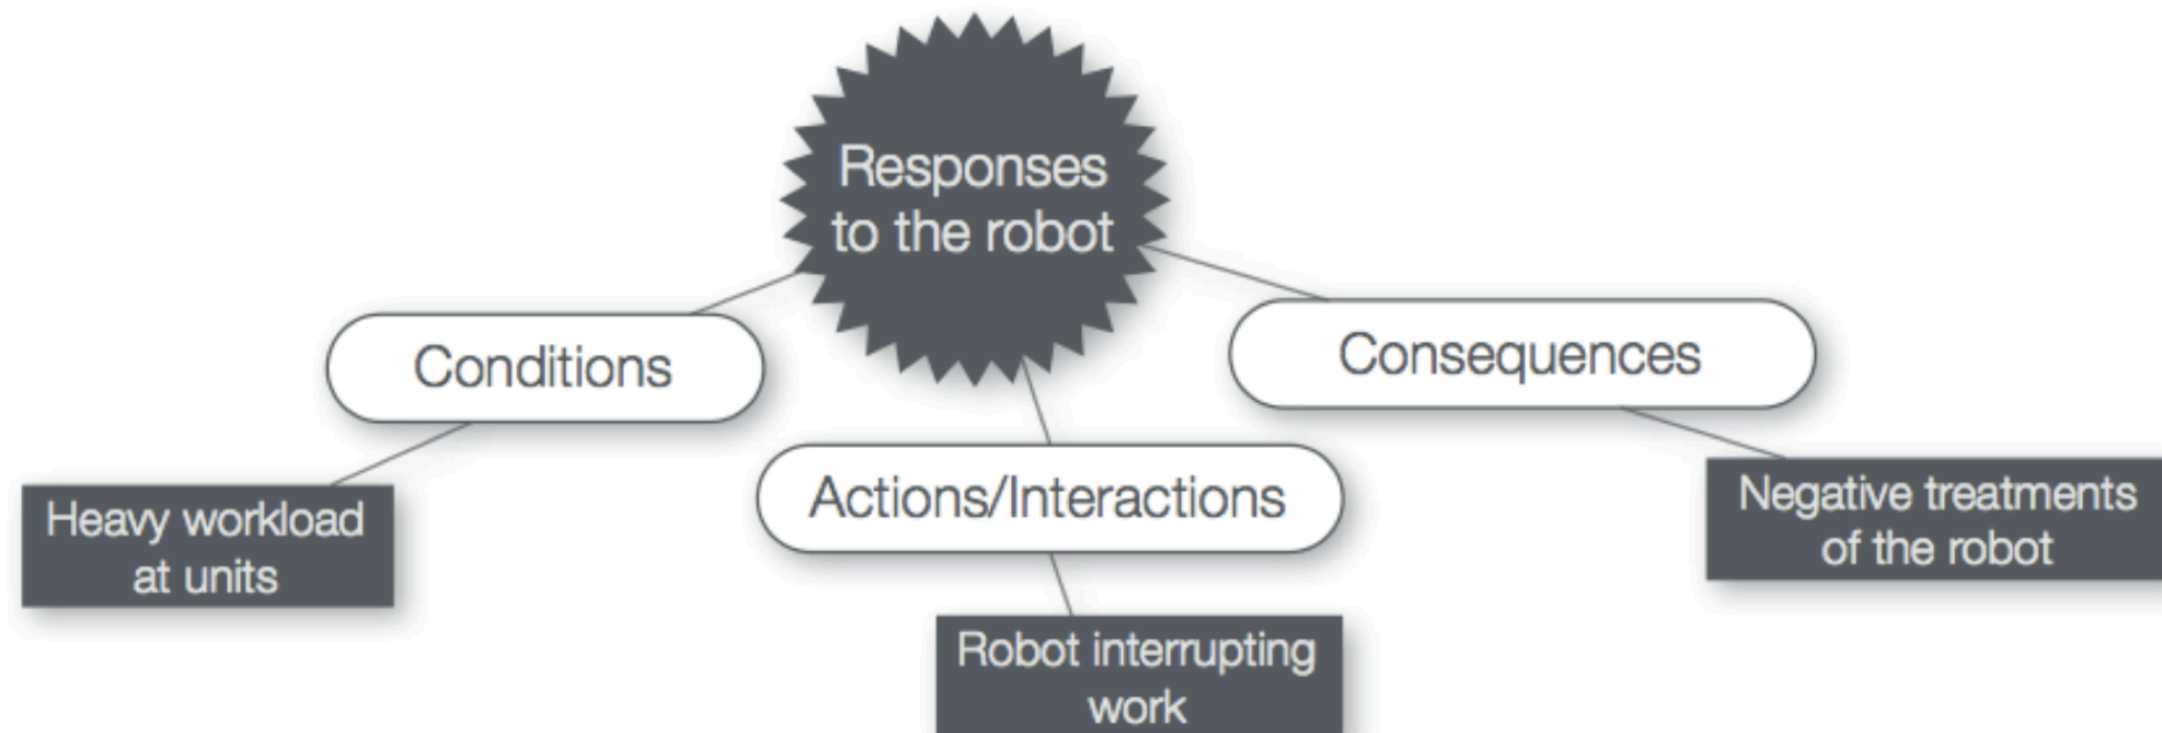 Responses
to the robot
Conditions
Consequences
Actions/Interactions
Heavy workload
at units
Negative treatments
of the robot
Robot interrupting
work